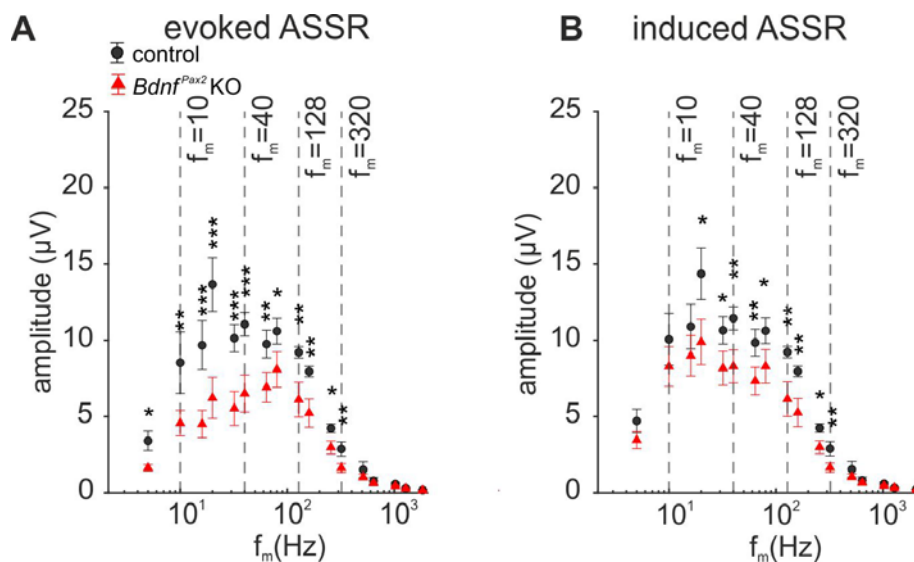 A evoked ASSR
control
Bdnf^Pax2 KO
25
20
15
10
5
0
amplitude (µV)
f_m=10
f_m=40
f_m=128
f_m=320
*
**
***
***
***
***
**
*
**
**
*
**
10^1
10^2
10^3
f_m(Hz)
B induced ASSR
25
20
15
10
5
0
amplitude (µV)
f_m=10
f_m=40
f_m=128
f_m=320
*
*
**
**
*
**
**
*
**
10^1
10^2
10^3
f_m(Hz)